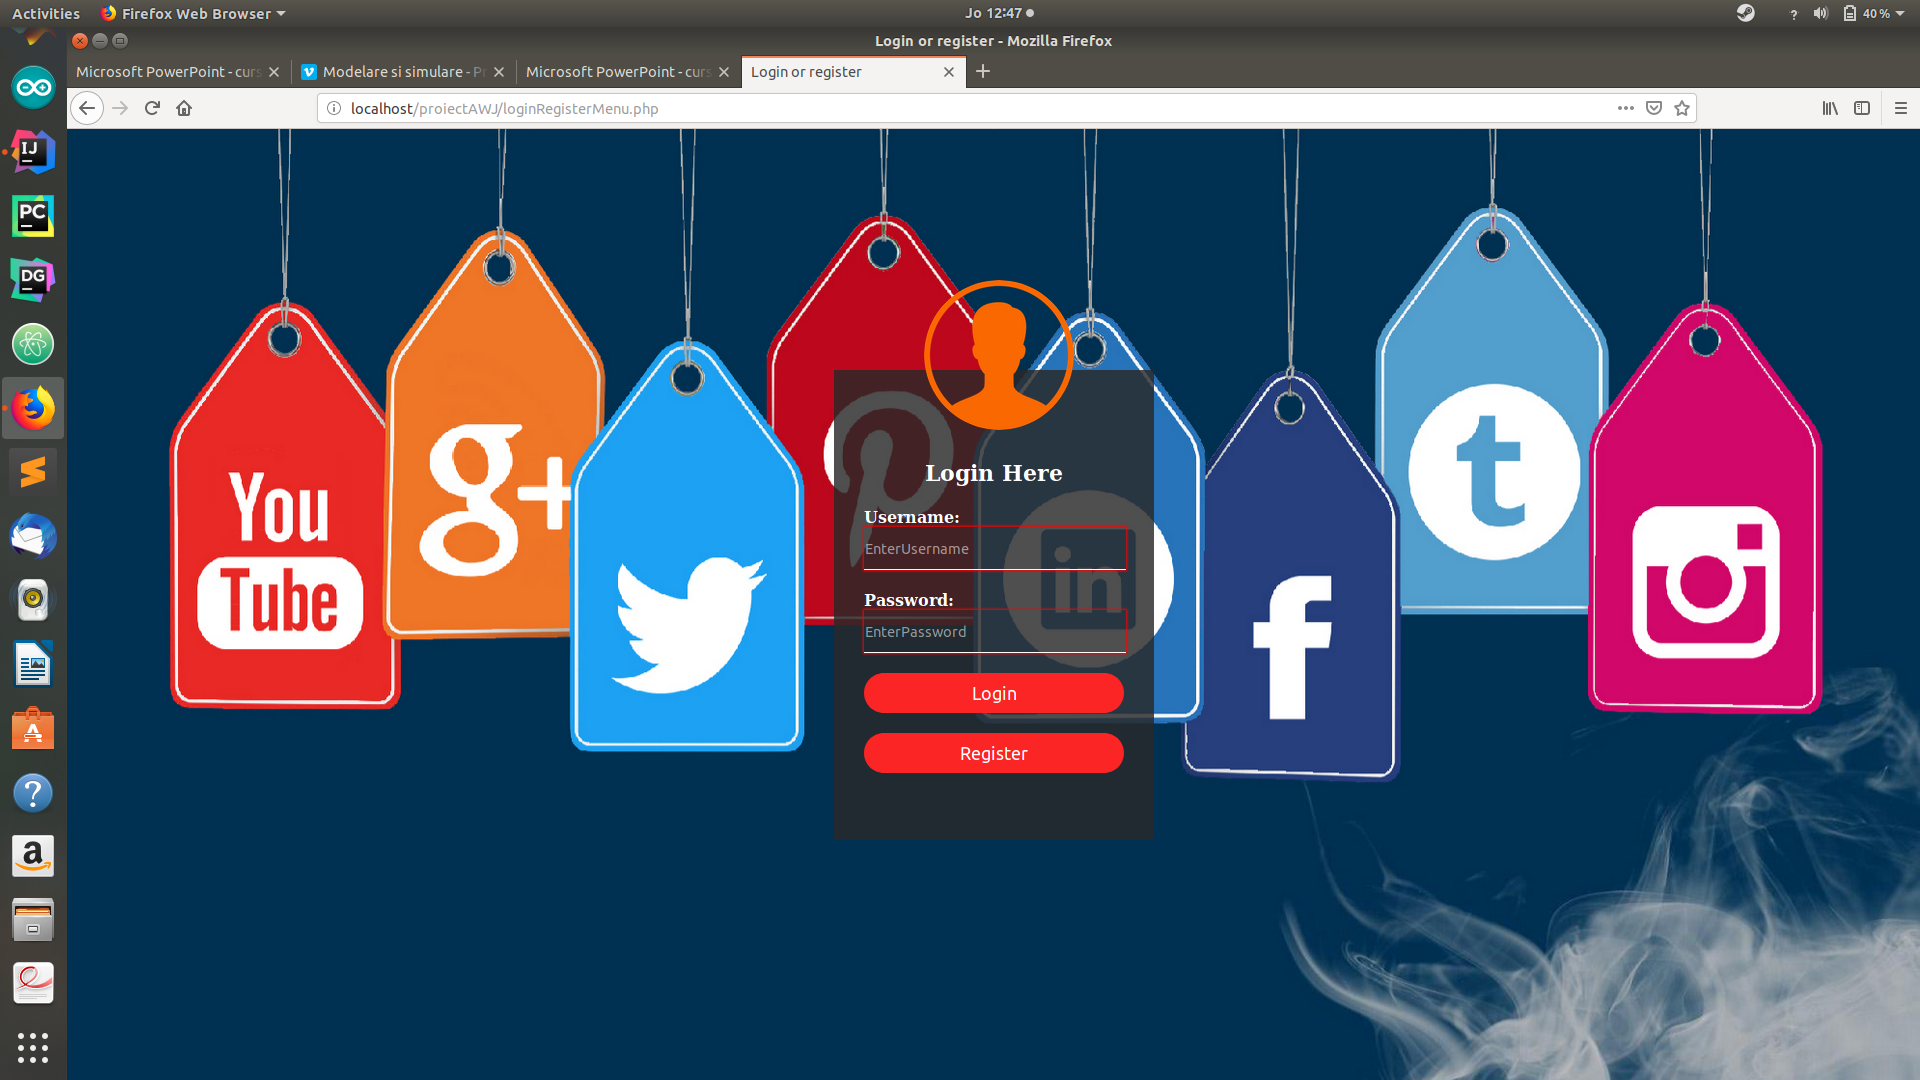 Activities
Firefox Web Browser
Jo 12:47
?
40 %
Login or register - Mozilla Firefox
Microsoft PowerPoint - curs
Modelare si simulare - Pr
Microsoft PowerPoint - curs
Login or register
localhost/proiectAWJ/loginRegisterMenu.php
IJ
PC
DG
a
?
You
Tube
g+
in
f
t
Login Here
Username:
EnterUsername
Password:
EnterPassword
Login
Register